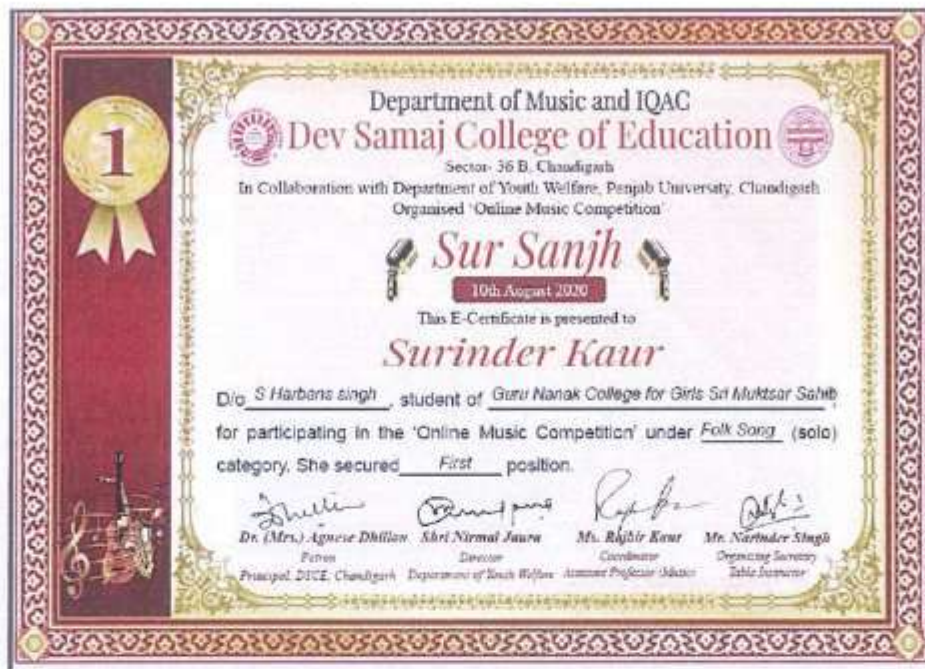 1
Department of Music and IQAC
Dev Samaj College of Education
Sector- 36 B, Chandigarh
In Collaboration with Department of Youth Welfare, Panjab University, Chandigarh
Organised 'Online Music Competition'
Sur Sanjh
10th August 2020
This E-Certificate is presented to
Surinder Kaur
D/o S Harbans singh, student of Guru Nanak College for Girls Sri Muktsar Sahib
for participating in the 'Online Music Competition' under Folk Song (solo)
category. She secured First position.
Dr. (Mrs.) Agnese Dhillon Shri Nirmal Jaura Ms. Rajbir Kaur Mr. Narinder Singh
Patron Director Coordinator Organizing Secretary
Principal, DSCE, Chandigarh Department of Youth Welfare Assistant Professor (Music) Tabla Instructor